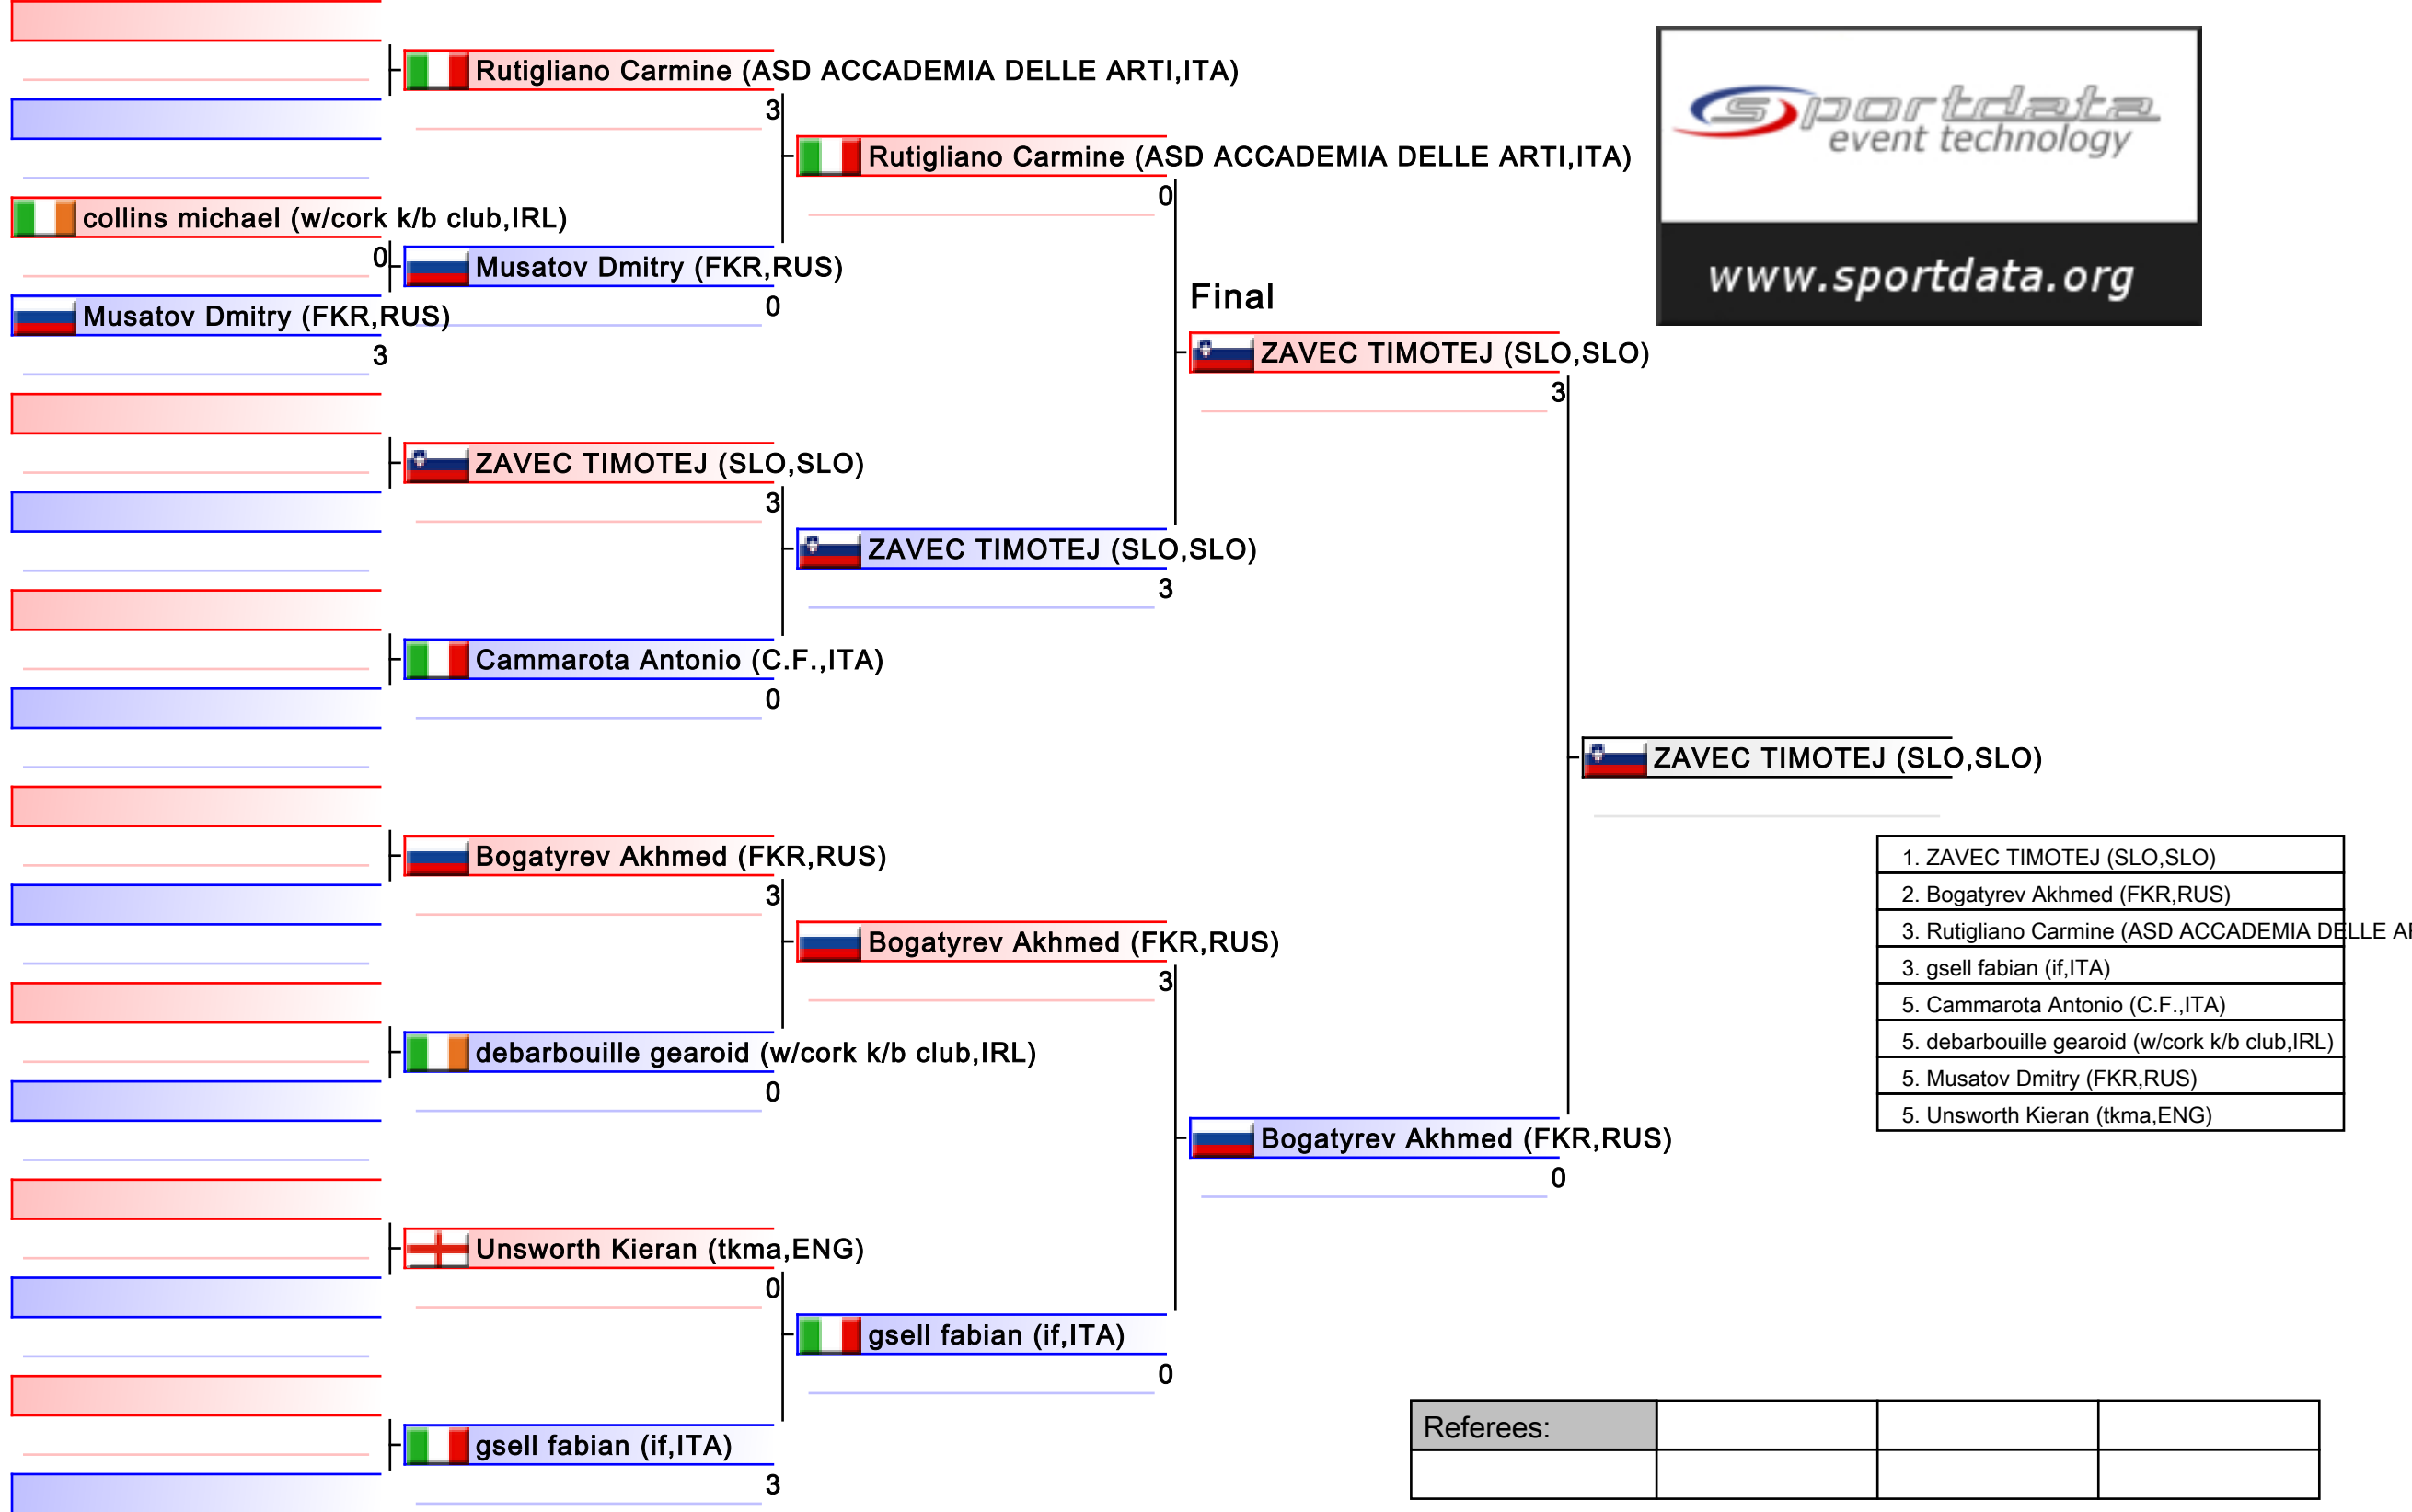 Rutigliano Carmine (ASD ACCADEMIA DELLE ARTI,ITA)
3
Rutigliano Carmine (ASD ACCADEMIA DELLE ARTI,ITA)
0
sportdata
event technology
www.sportdata.org
collins michael (w/cork k/b club,IRL)
0
Musatov Dmitry (FKR,RUS)
0
Musatov Dmitry (FKR,RUS)
3
Final
ZAVEC TIMOTEJ (SLO,SLO)
3
ZAVEC TIMOTEJ (SLO,SLO)
3
ZAVEC TIMOTEJ (SLO,SLO)
3
Cammarota Antonio (C.F.,ITA)
0
ZAVEC TIMOTEJ (SLO,SLO)
Bogatyrev Akhmed (FKR,RUS)
3
Bogatyrev Akhmed (FKR,RUS)
3
debarbouille gearoid (w/cork k/b club,IRL)
0
Bogatyrev Akhmed (FKR,RUS)
0
Unsworth Kieran (tkma,ENG)
0
gsell fabian (if,ITA)
0
gsell fabian (if,ITA)
3
1. ZAVEC TIMOTEJ (SLO,SLO)
2. Bogatyrev Akhmed (FKR,RUS)
3. Rutigliano Carmine (ASD ACCADEMIA DELLE A
3. gsell fabian (if,ITA)
5. Cammarota Antonio (C.F.,ITA)
5. debarbouille gearoid (w/cork k/b club,IRL)
5. Musatov Dmitry (FKR,RUS)
5. Unsworth Kieran (tkma,ENG)
Referees: